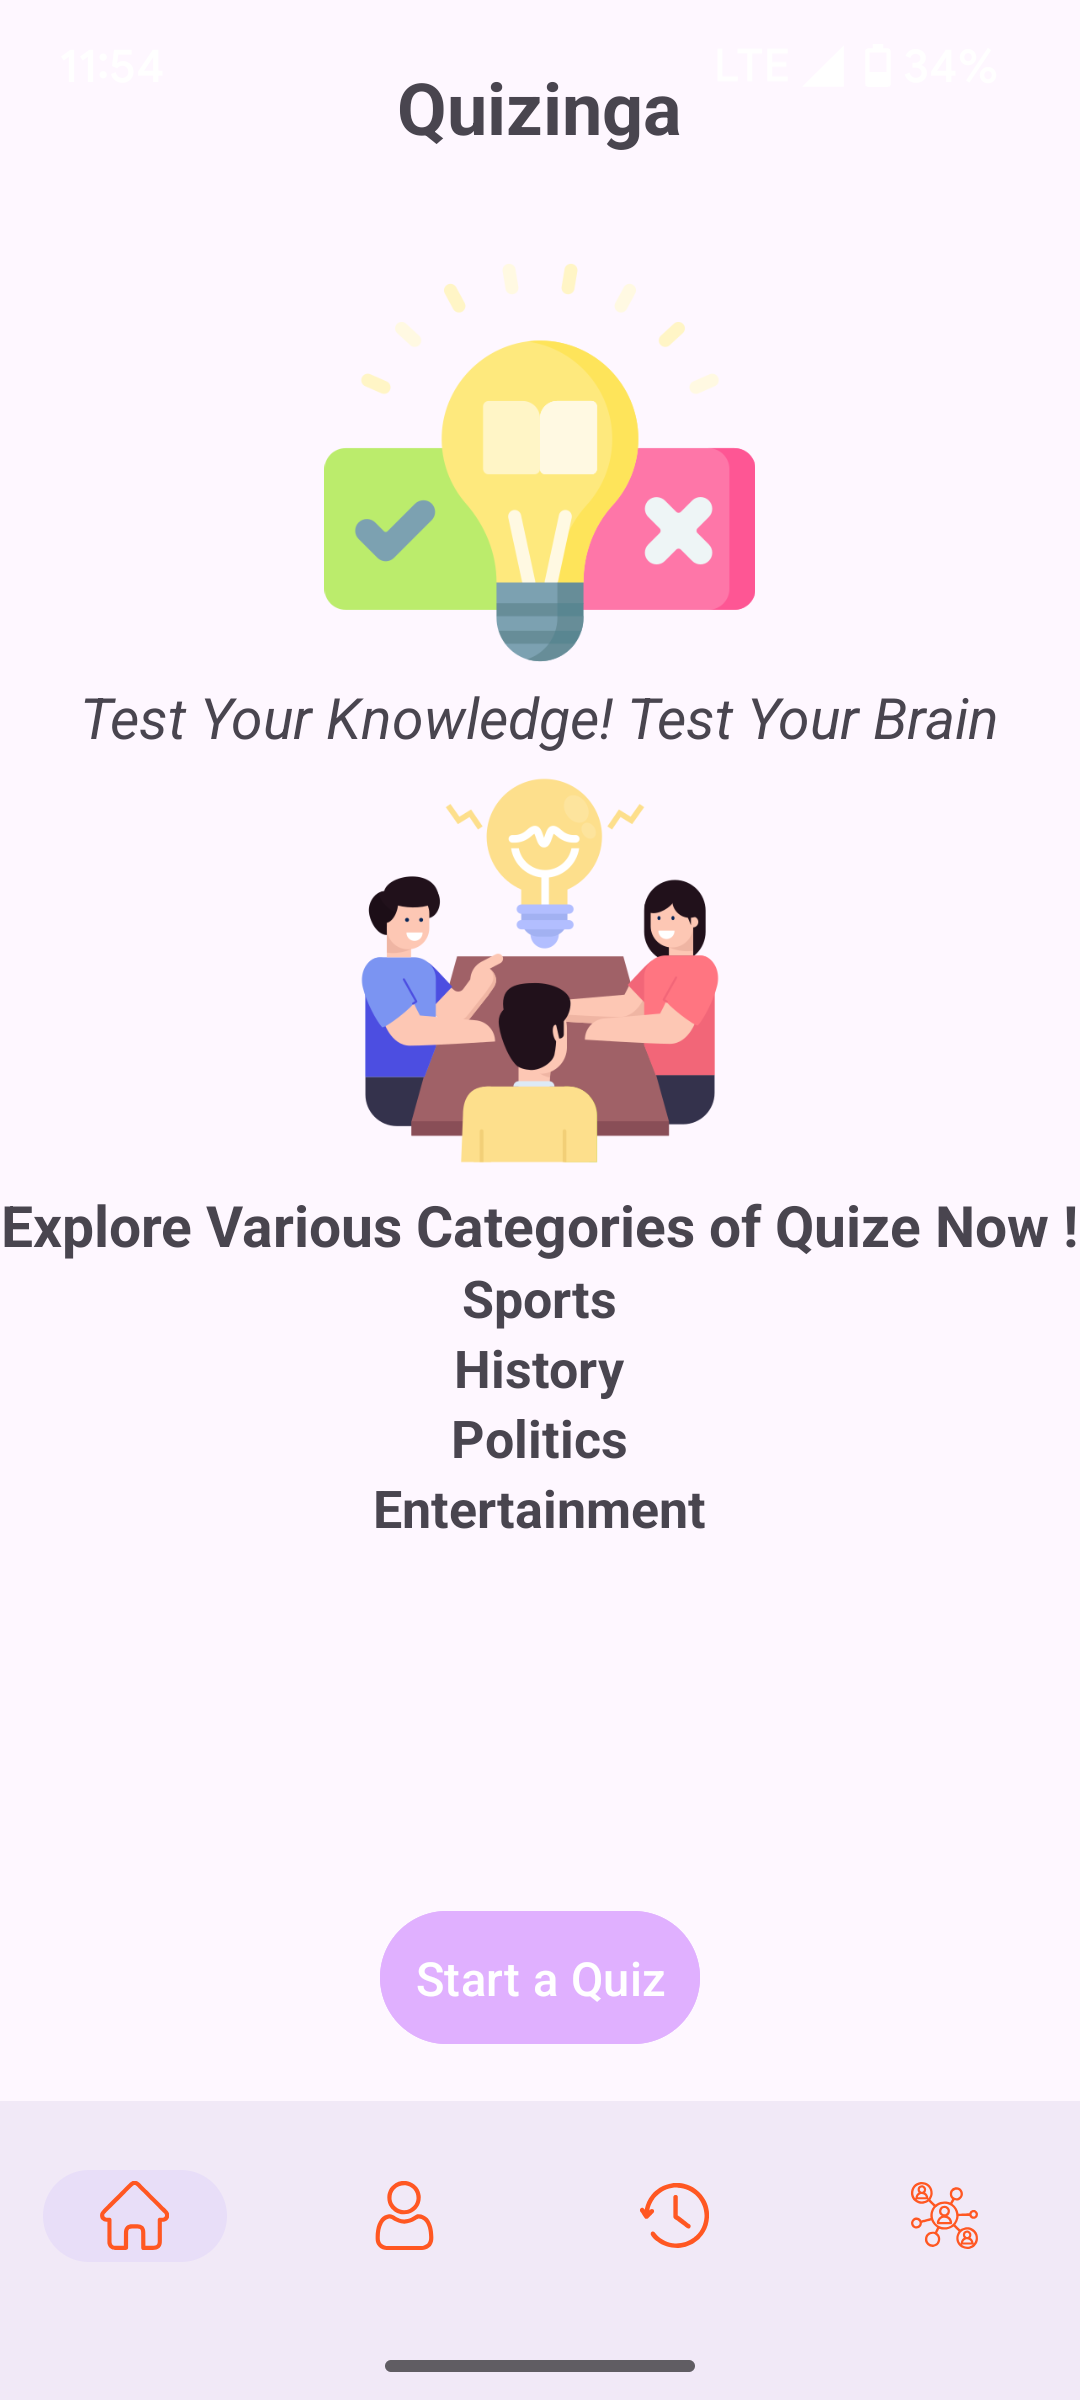 11:54 LTE 34%
Quizinga
Test Your Knowledge! Test Your Brain
Explore Various Categories of Quize Now !
Sports
History
Politics
Entertainment
Start a Quiz